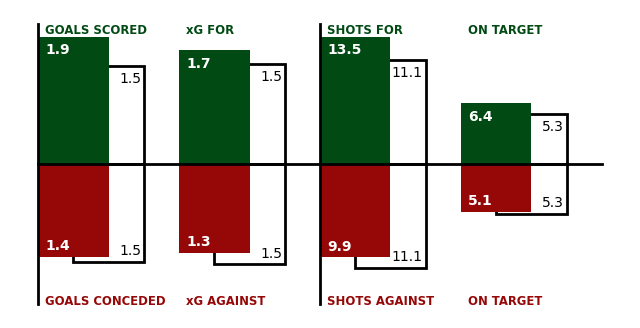 GOALS SCORED xG FOR SHOTS FOR ON TARGET
1.9 1.5 1.7 1.5 13.5 11.1 6.4 5.3
1.4 1.5 1.3 1.5 9.9 11.1 5.1 5.3
GOALS CONCEDED xG AGAINST SHOTS AGAINST ON TARGET